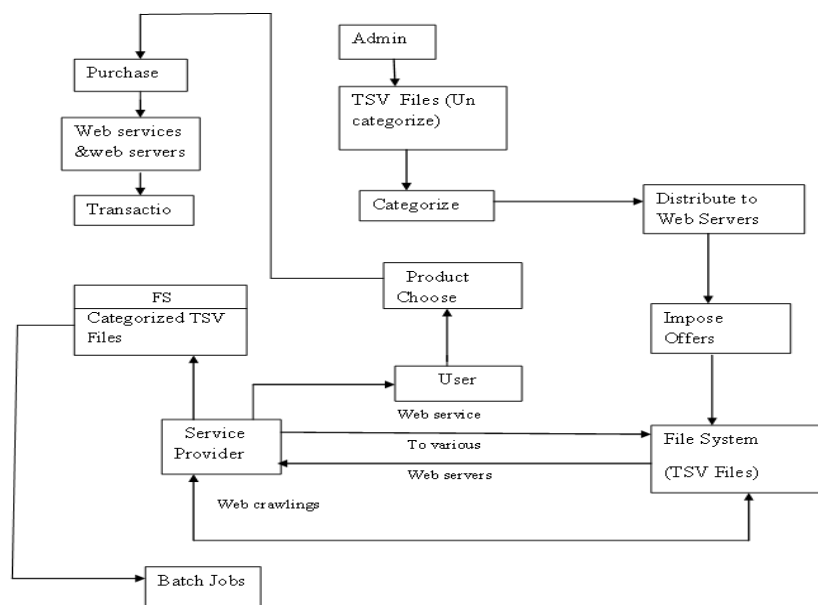 Admin
Purchase
TSV Files (Un
categorize)
Web services
&web servers
Categorize
Distribute to
Web Servers
Transactio
Product
Choose
FS
Categorized TSV
Files
Impose
Offers
User
Web service
Service
Provider
To various
File System
(TSV Files)
Web servers
Web crawlings
Batch Jobs